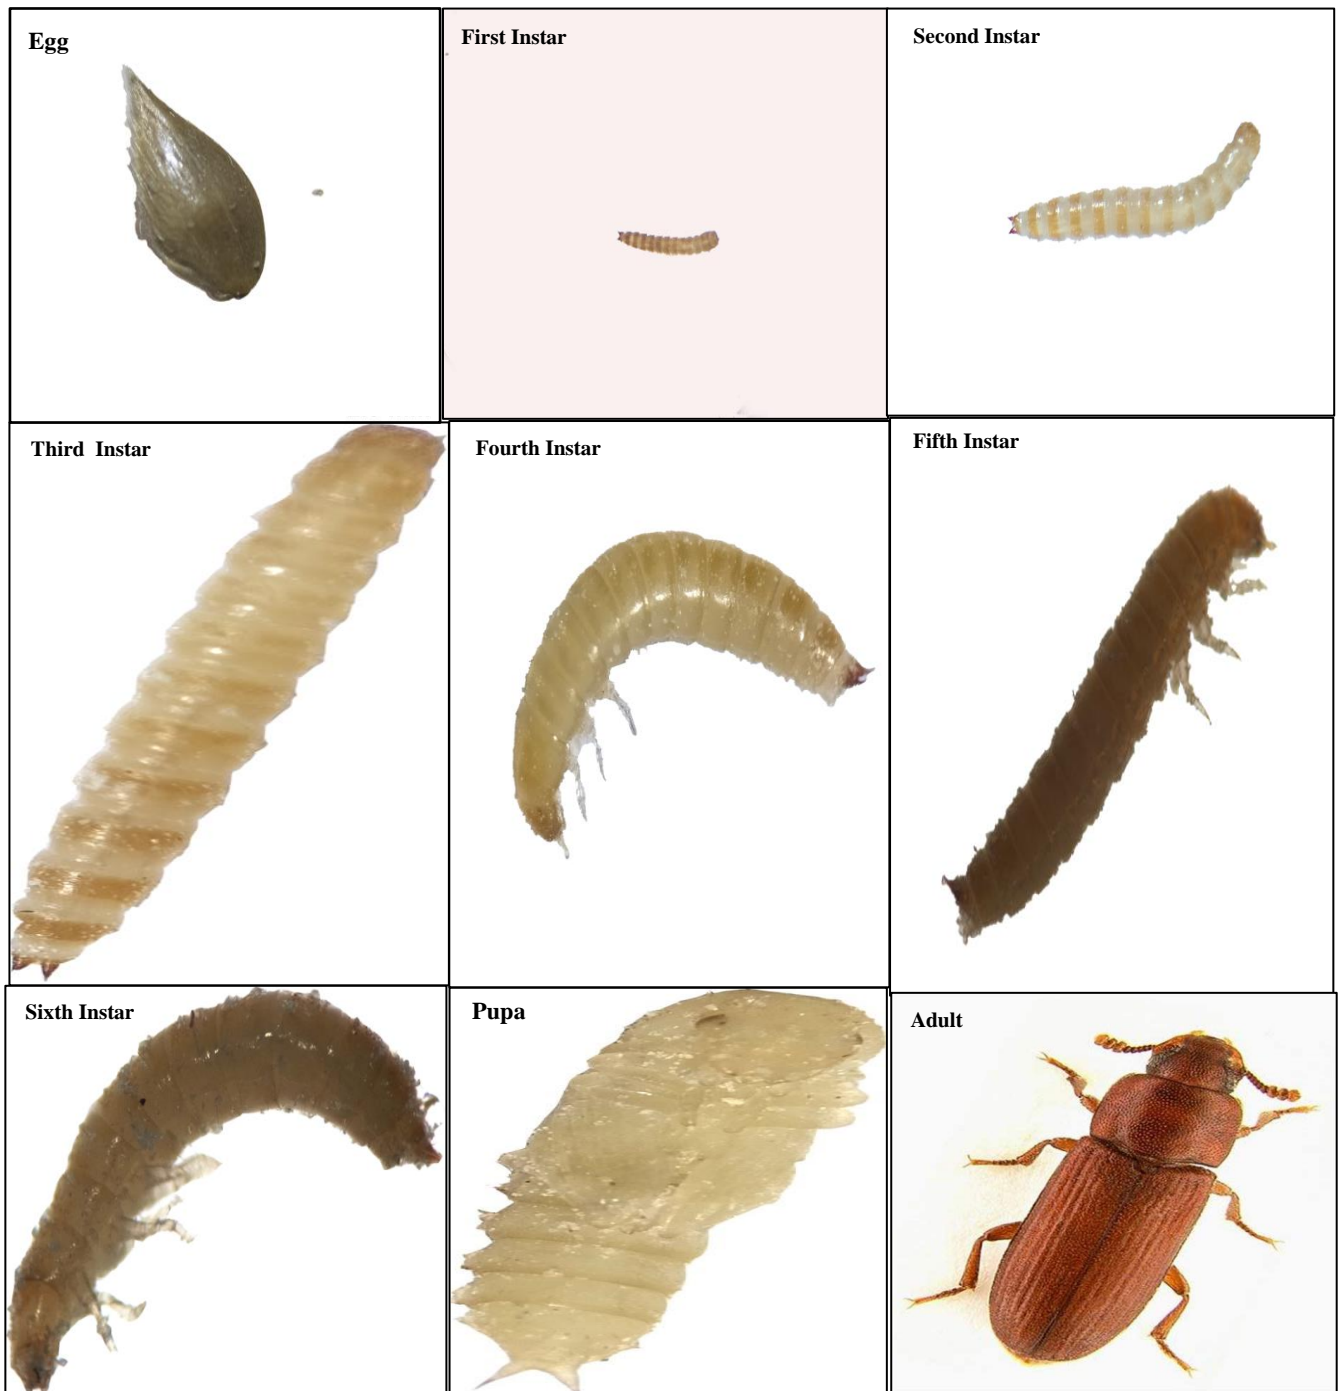 Egg
First Instar
Second Instar
Third Instar
Fourth Instar
Fifth Instar
Sixth Instar
Pupa
Adult